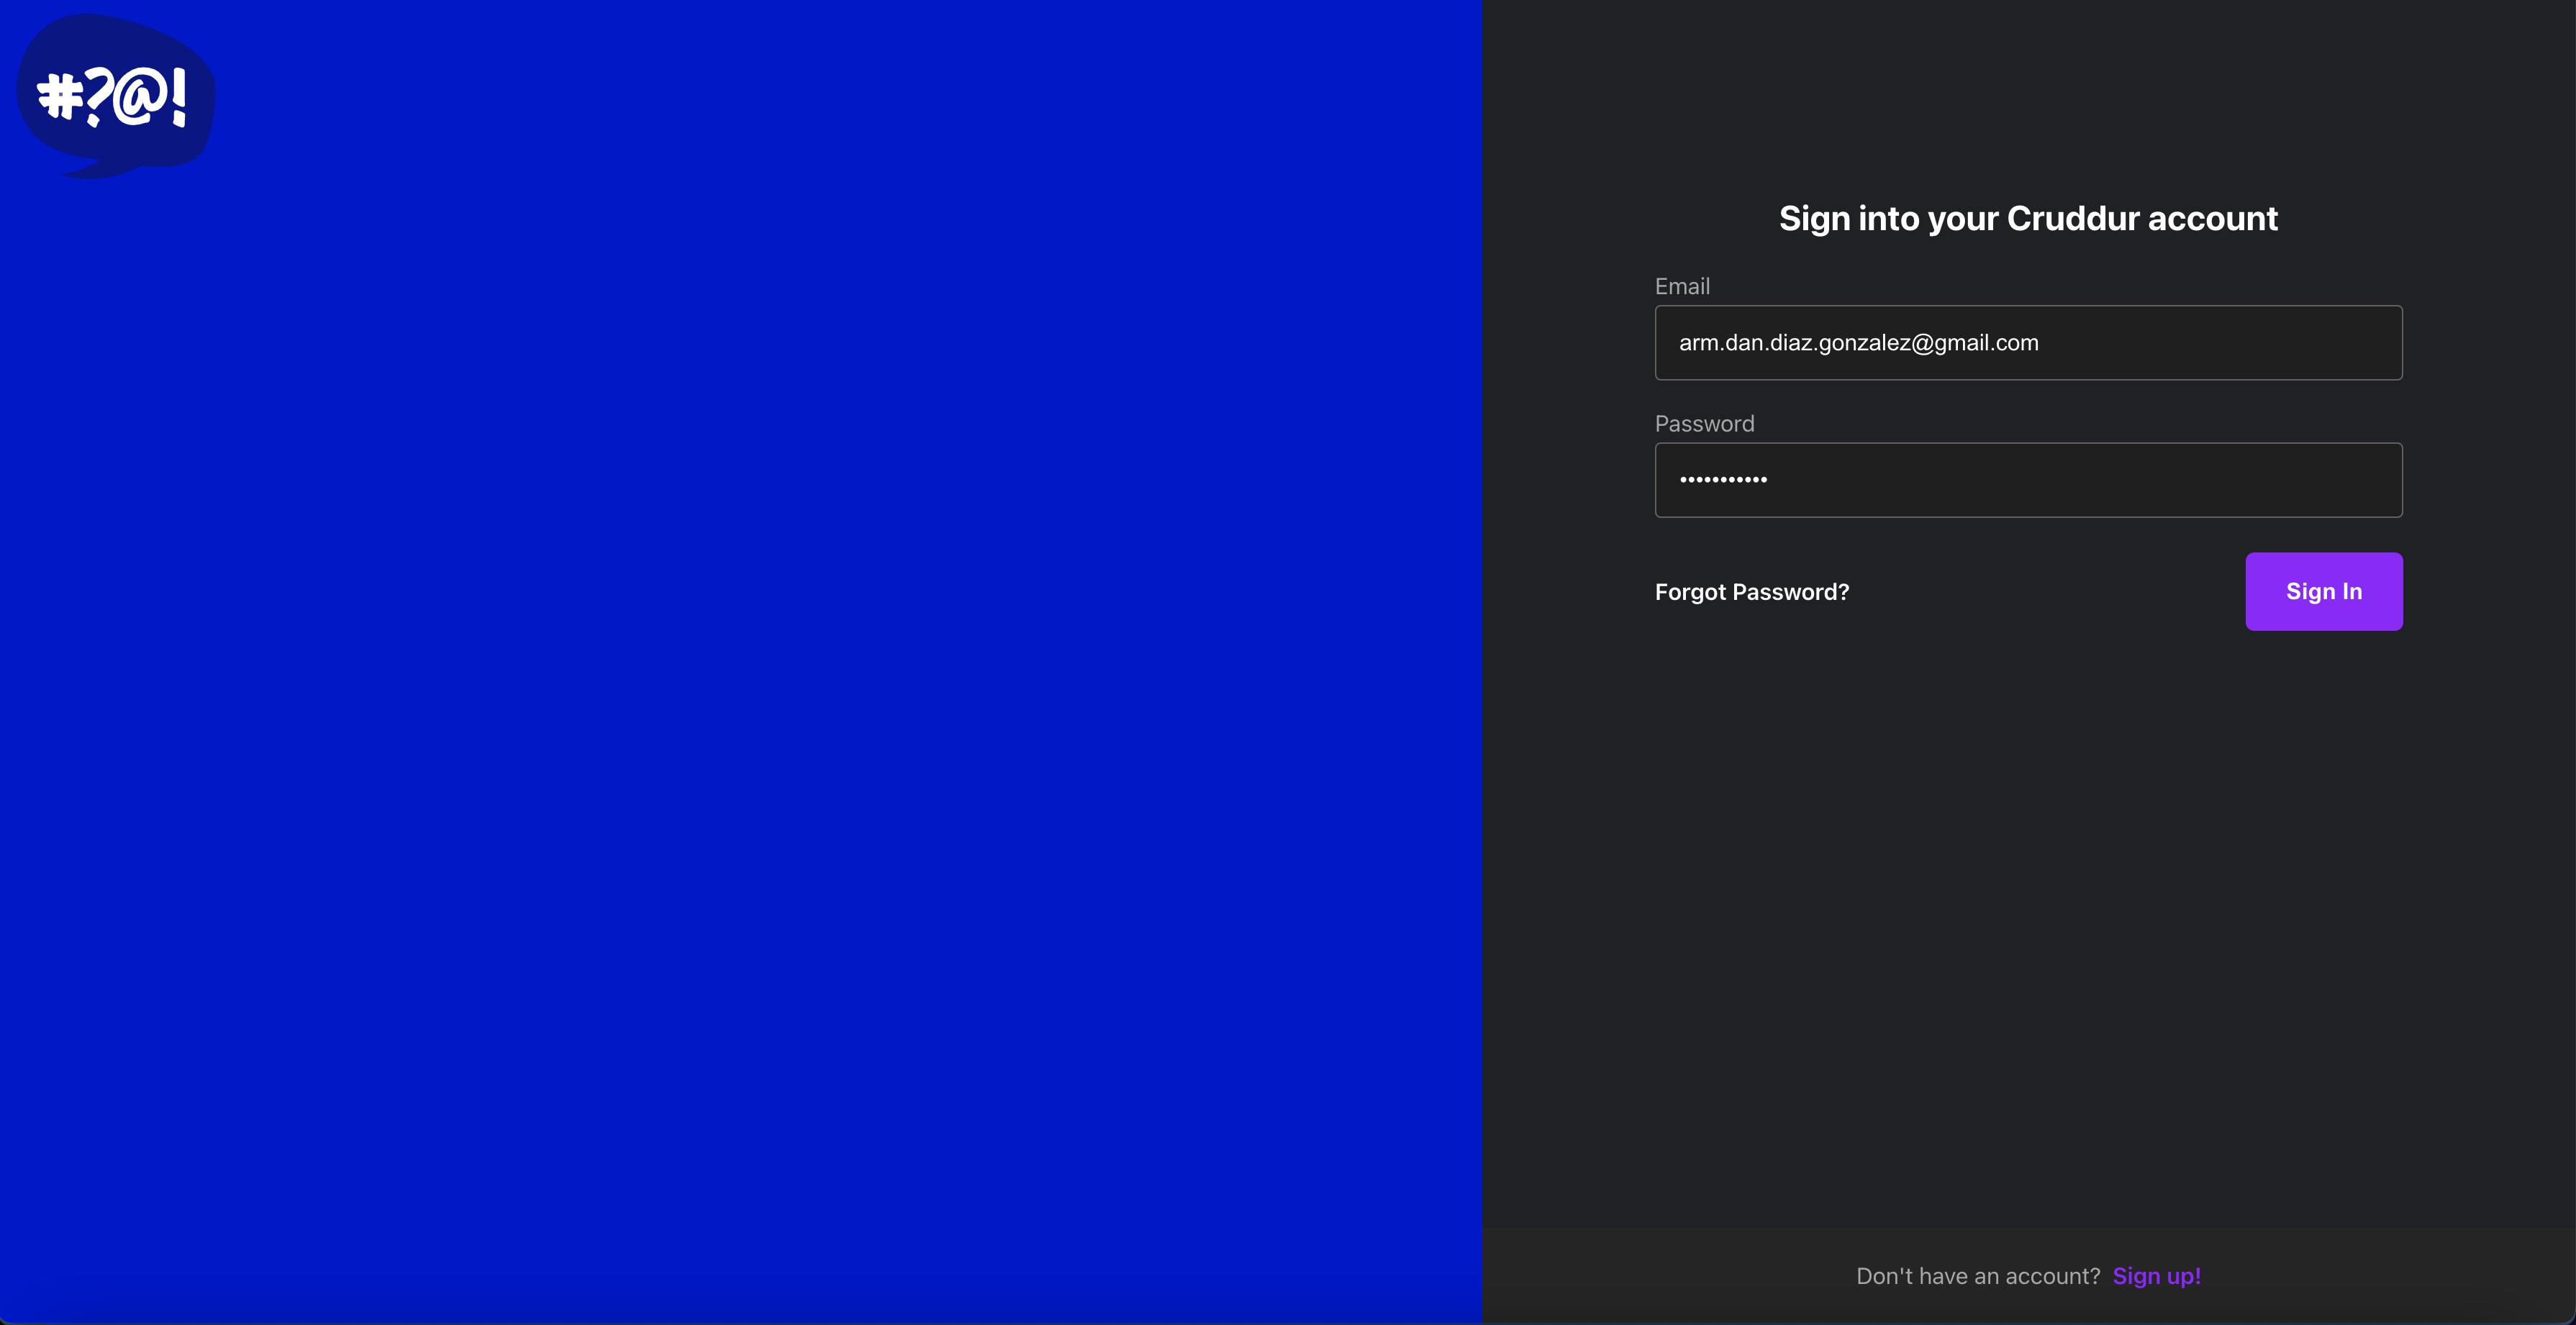 #?@!
Sign into your Cruddur account
Email
arm.dan.diaz.gonzalez@gmail.com
Password
•••••••••••
Forgot Password?
Sign In
Don't have an account? Sign up!